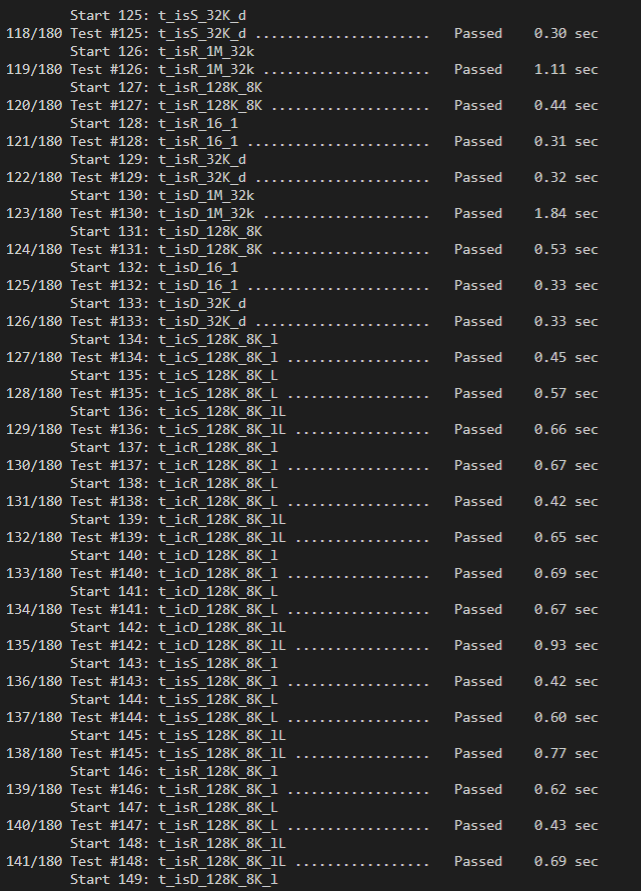 Start 125: t_isS_32K_d
118/180 Test #125: t_isS_32K_d ......................   Passed    0.30 sec
Start 126: t_isR_1M_32k
119/180 Test #126: t_isR_1M_32k .....................   Passed    1.11 sec
Start 127: t_isR_128K_8K
120/180 Test #127: t_isR_128K_8K ....................   Passed    0.44 sec
Start 128: t_isR_16_1
121/180 Test #128: t_isR_16_1 .......................   Passed    0.31 sec
Start 129: t_isR_32K_d
122/180 Test #129: t_isR_32K_d ......................   Passed    0.32 sec
Start 130: t_isD_1M_32k
123/180 Test #130: t_isD_1M_32k .....................   Passed    1.84 sec
Start 131: t_isD_128K_8K
124/180 Test #131: t_isD_128K_8K ....................   Passed    0.53 sec
Start 132: t_isD_16_1
125/180 Test #132: t_isD_16_1 .......................   Passed    0.33 sec
Start 133: t_isD_32K_d
126/180 Test #133: t_isD_32K_d ......................   Passed    0.33 sec
Start 134: t_icS_128K_8K_l
127/180 Test #134: t_icS_128K_8K_l ..................   Passed    0.45 sec
Start 135: t_icS_128K_8K_L
128/180 Test #135: t_icS_128K_8K_L ..................   Passed    0.57 sec
Start 136: t_icS_128K_8K_lL
129/180 Test #136: t_icS_128K_8K_lL .................   Passed    0.66 sec
Start 137: t_icR_128K_8K_l
130/180 Test #137: t_icR_128K_8K_l ..................   Passed    0.67 sec
Start 138: t_icR_128K_8K_L
131/180 Test #138: t_icR_128K_8K_L ..................   Passed    0.42 sec
Start 139: t_icR_128K_8K_lL
132/180 Test #139: t_icR_128K_8K_lL .................   Passed    0.65 sec
Start 140: t_icD_128K_8K_l
133/180 Test #140: t_icD_128K_8K_l ..................   Passed    0.69 sec
Start 141: t_icD_128K_8K_L
134/180 Test #141: t_icD_128K_8K_L ..................   Passed    0.67 sec
Start 142: t_icD_128K_8K_lL
135/180 Test #142: t_icD_128K_8K_lL .................   Passed    0.93 sec
Start 143: t_isS_128K_8K_l
136/180 Test #143: t_isS_128K_8K_l ..................   Passed    0.42 sec
Start 144: t_isS_128K_8K_L
137/180 Test #144: t_isS_128K_8K_L ..................   Passed    0.60 sec
Start 145: t_isS_128K_8K_lL
138/180 Test #145: t_isS_128K_8K_lL .................   Passed    0.77 sec
Start 146: t_isR_128K_8K_l
139/180 Test #146: t_isR_128K_8K_l ..................   Passed    0.62 sec
Start 147: t_isR_128K_8K_L
140/180 Test #147: t_isR_128K_8K_L ..................   Passed    0.43 sec
Start 148: t_isR_128K_8K_lL
141/180 Test #148: t_isR_128K_8K_lL .................   Passed    0.69 sec
Start 149: t_isD_128K_8K_l